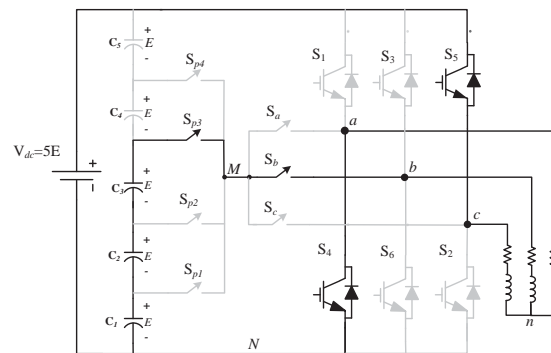 C5 + E -
Sp4
S1 S3 S5
C4 + E -
Sp3
Sa
a
Vdc=5E + -
M Sb b
C3 + E -
Sp2
Sc c
C2 + E -
S4 S6 S2
Sp1
C1 + E -
n
N